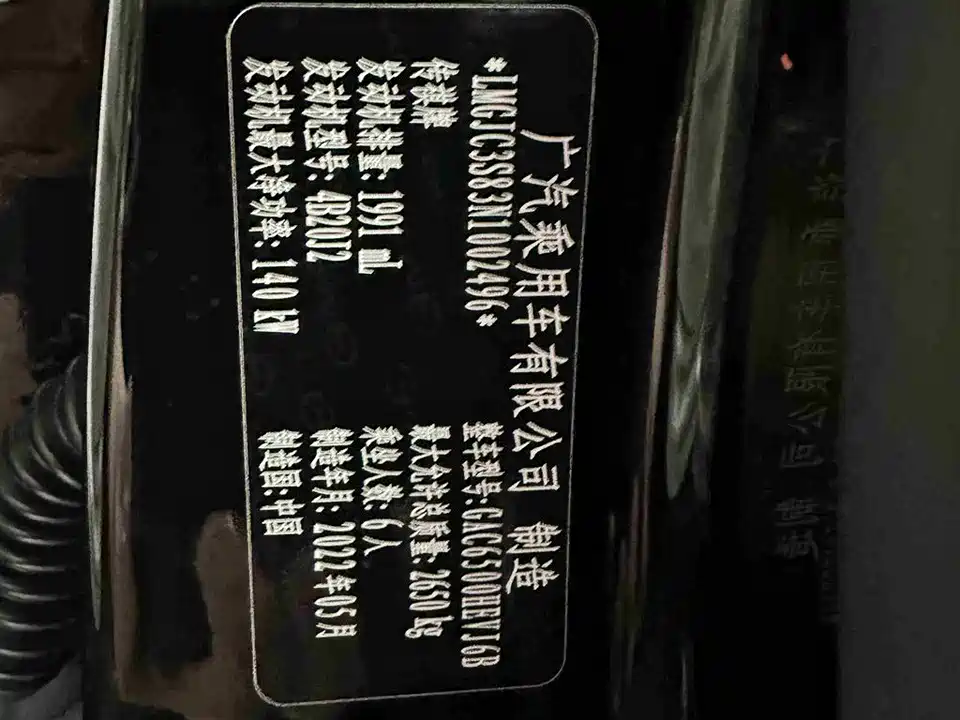 广汽乘用车有限公司 制造
*LMGJC3S83N1002496* 整车型号:GAC6500HEVJ6B
传祺牌 最大允许总质量: 2650 kg
发动机排量: 1991 mL 乘坐人数: 6人
发动机型号: 4B20J2 制造年月: 2022年05月
发动机最大净功率: 140 kW 制造国:中国